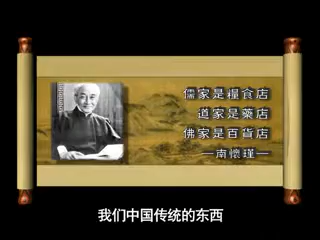 儒家是糧食店
道家是藥店
佛家是百貨店
—南懷瑾—
我们中国传统的东西